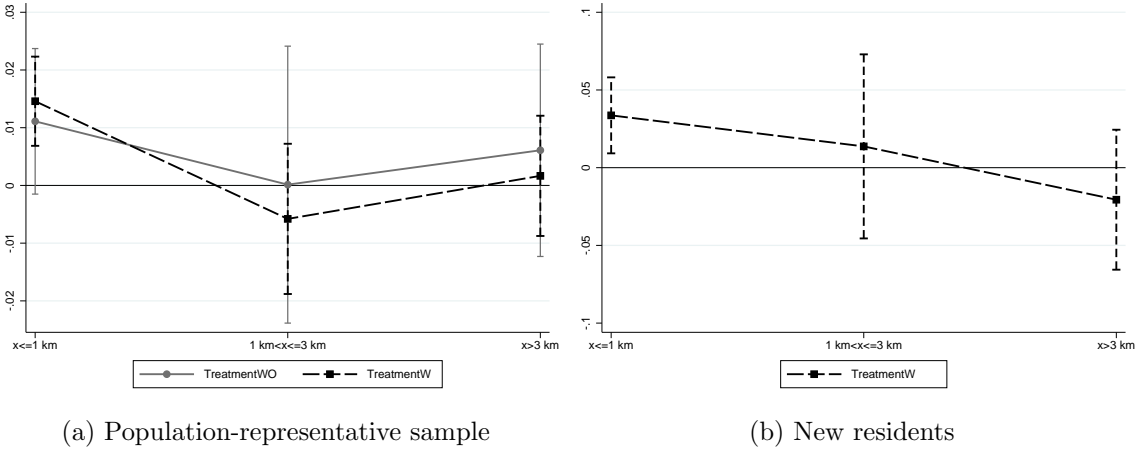 .03
.02
.01
0
-.01
-.02
x<=1 km
1 km<x<=3 km
x>3 km
TreatmentWO
TreatmentW
(a) Population-representative sample
.1
.05
0
-.05
-.1
x<=1 km
1 km<x<=3 km
x>3 km
TreatmentW
(b) New residents